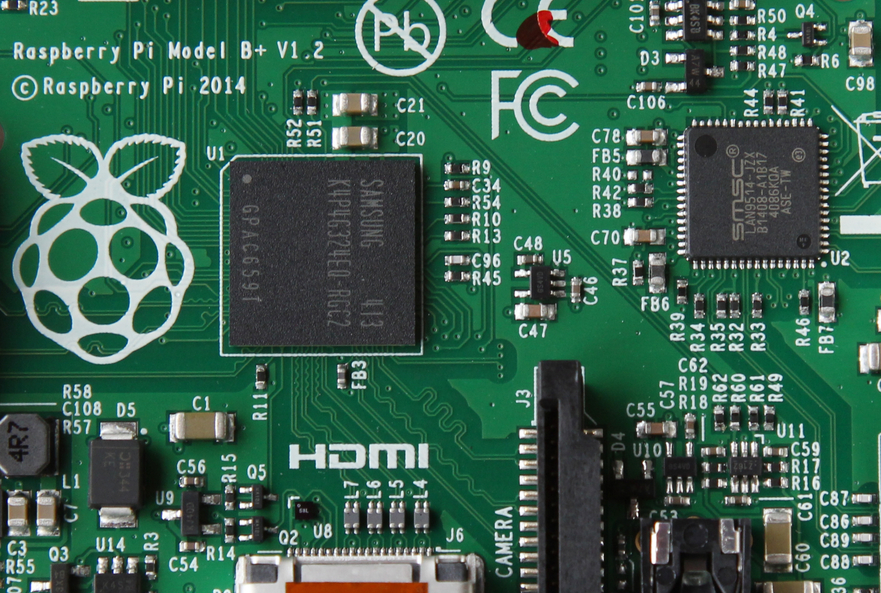 R23
Raspberry Pi Model B+ V1.2
©Raspberry Pi 2014
Pb
CE
FC
R50
R4
R48
R47
Q4
R6
C98
D3
C106
R44
R41
R52
R51
C21
C20
U1
SAMSUNG 413
K4P4G324EQ-RGC2
GPAC659f
R9
C34
R54
R10
R13
C96
R45
C78
FB5
R40
R42
R38
C70
smsc®
LAN9514-JZX
B1408-A1B17
4086KQA
ASE-TW
U2
C48
U5
C46
C47
R37
FB6
R39
R34
R35
R32
R33
R46
FB7
R11
FB3
J3
C62
R19
R18
C57
R62
R60
R61
R49
C55
D4
U10
U11
C59
R17
R16
C61
C53
C60
C87
C86
C89
C88
R58
C108
R57
D5
C1
4R7
L1
C7
C3
R55
Q3
U14
R3
C56
U9
C54
R15
R14
Q5
HDMI
Q2
U8
L7
L6
L5
L4
J6
CAMERA